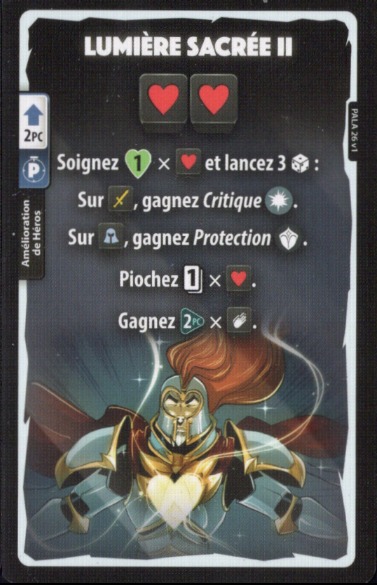 LUMIÈRE SACRÉE II
2PC
P
Amélioration
de Héros
PALA 26 v1
Soignez 1 × et lancez 3 :
Sur , gagnez Critique .
Sur , gagnez Protection .
Piochez 1 × .
Gagnez 2PC × .